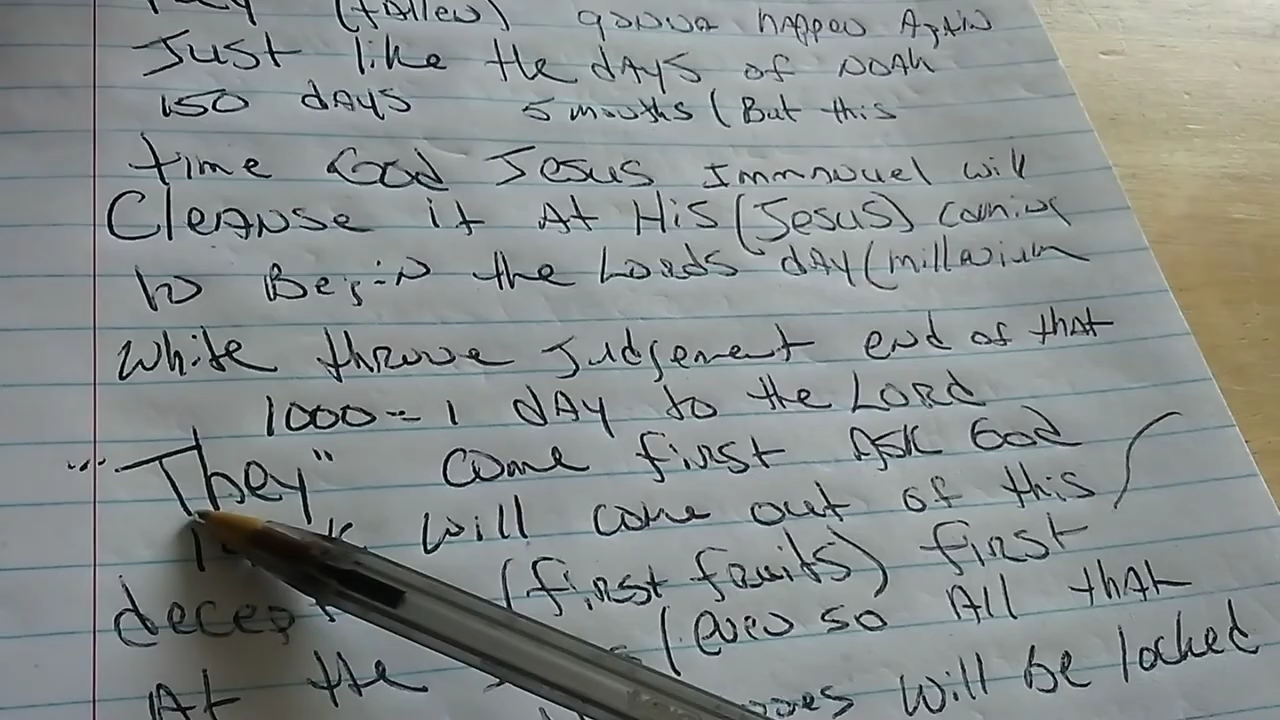 (fallen) gonna happen Again
Just like the dAys of NOAh
150 dAys 5 months (But this
time God Jesus Immnuel will
CleANse it At His (Jesus) coming
to Begin the Lords dAy (millenium
White throne Judgement end of thAt
1000 - 1 dAy to the LORD
"They" come first Ask God
will come out of this
(first fruits) first
(even so All thAt
At the will be locked